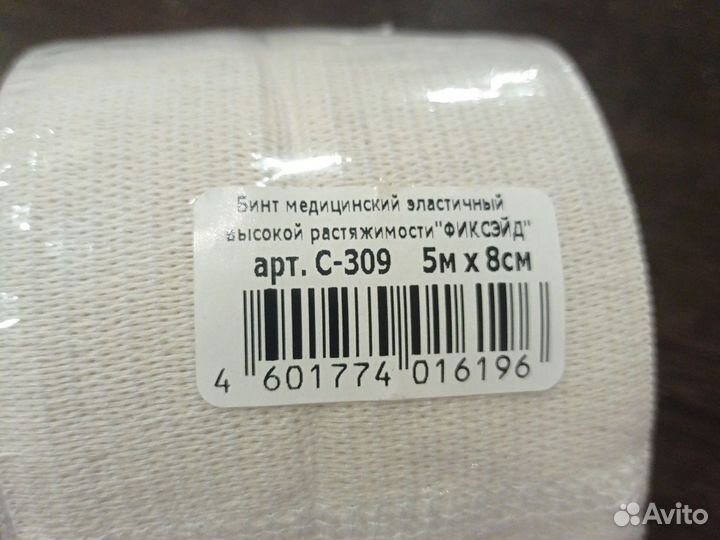 Бинт медицинский эластичный
высокой растяжимости"ФИКСЭЙД"
арт. С-309 5м х 8см
4 601774 016196
Avito